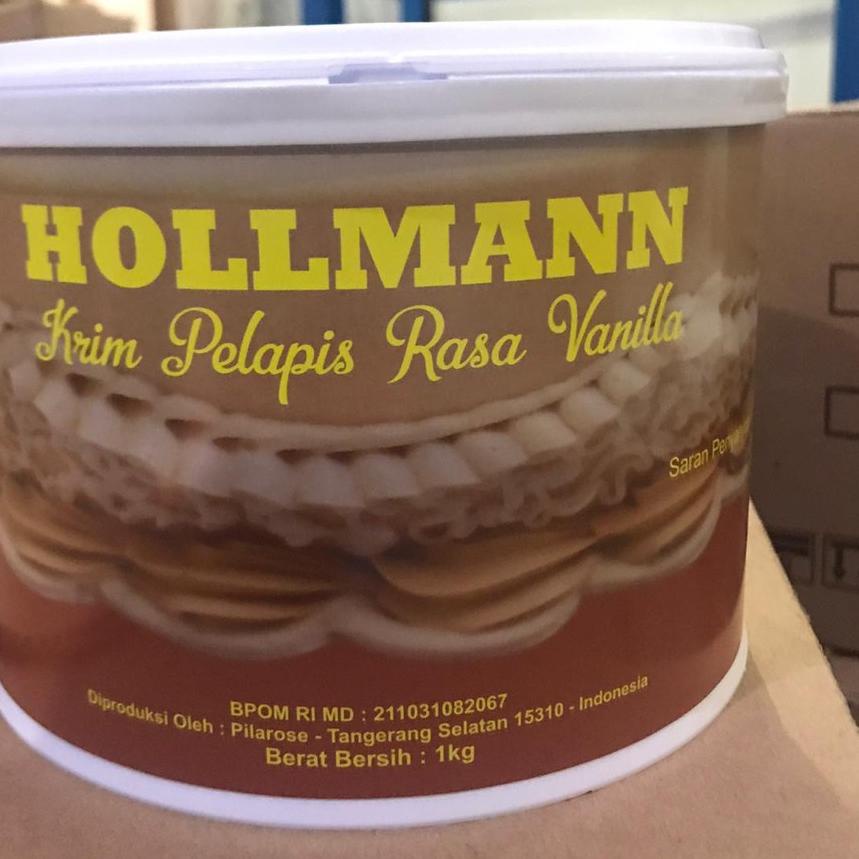 HOLLMANN
Krim Pelapis Rasa Vanilla
Saran
BPOM RI MD : 211031082067
Diproduksi Oleh : Pilarose - Tangerang Selatan 15310 - Indonesia
Berat Bersih : 1kg